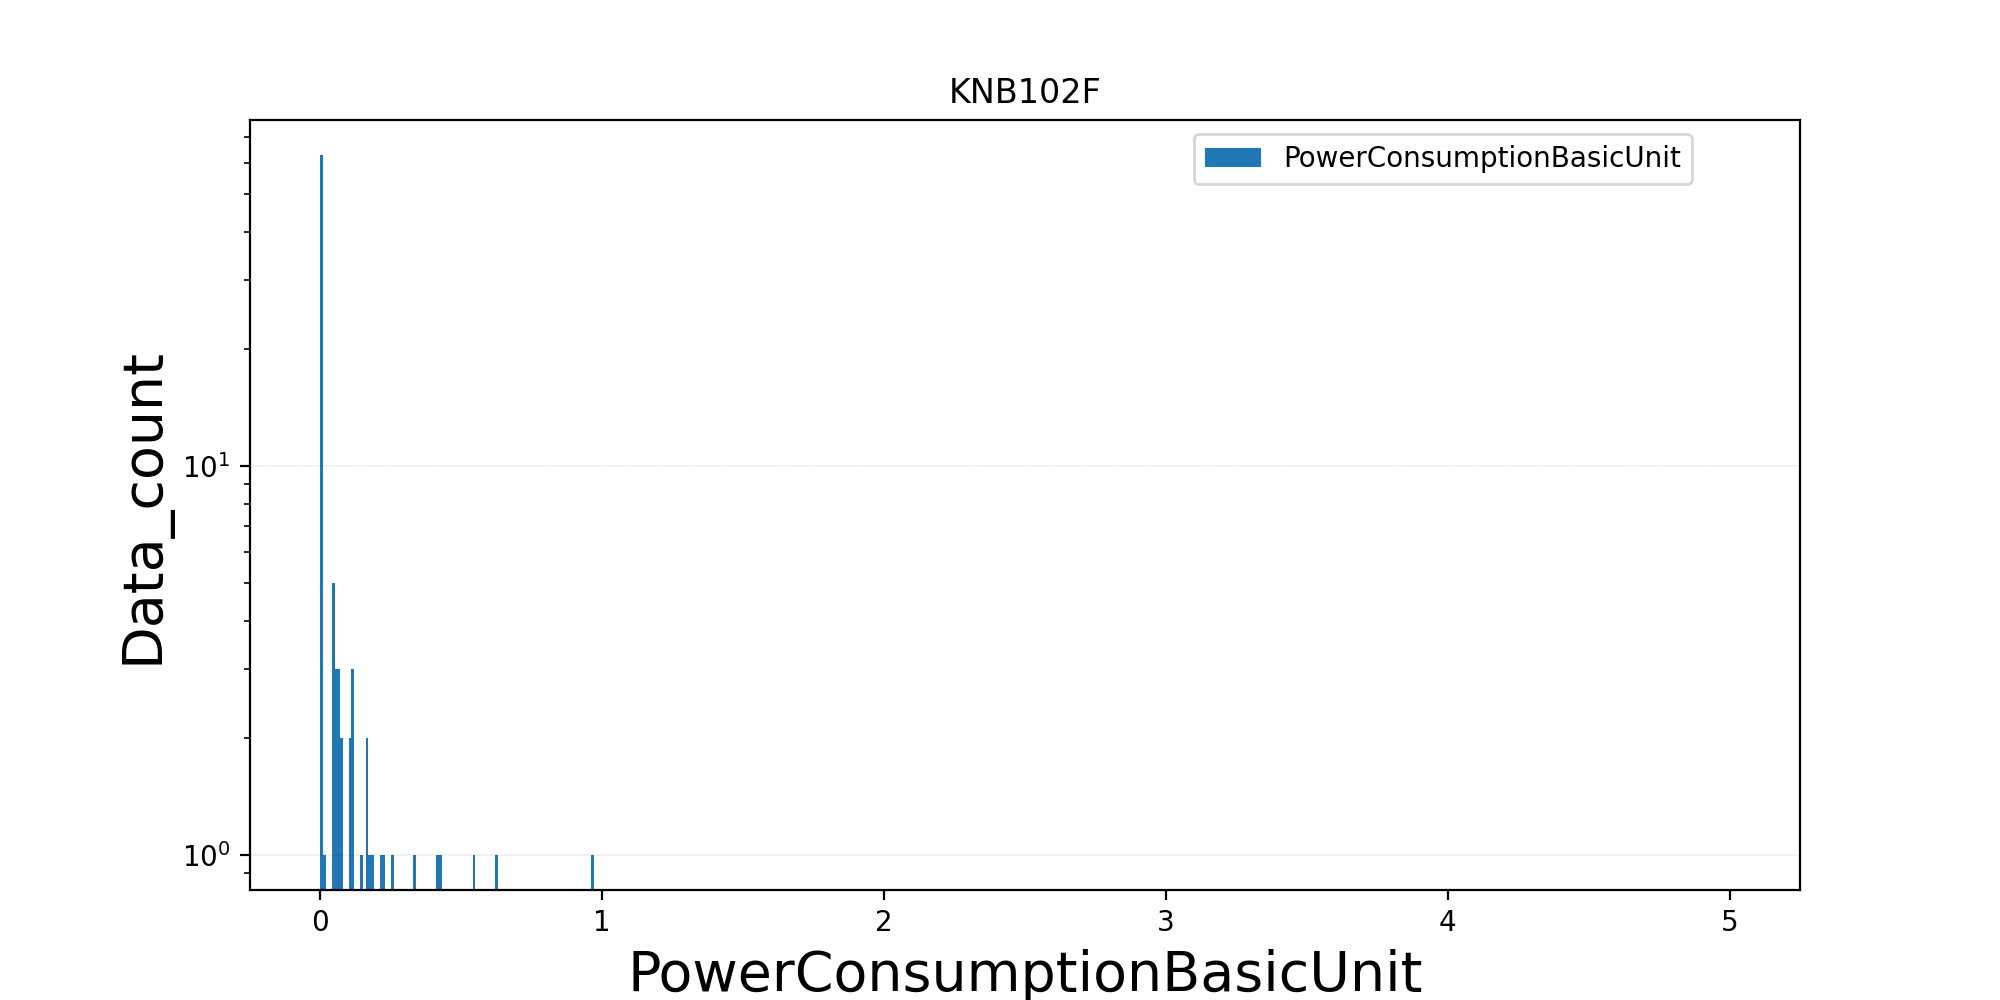 KNB102F
PowerConsumptionBasicUnit
Data_count
10¹
10⁰
0 1 2 3 4 5
PowerConsumptionBasicUnit